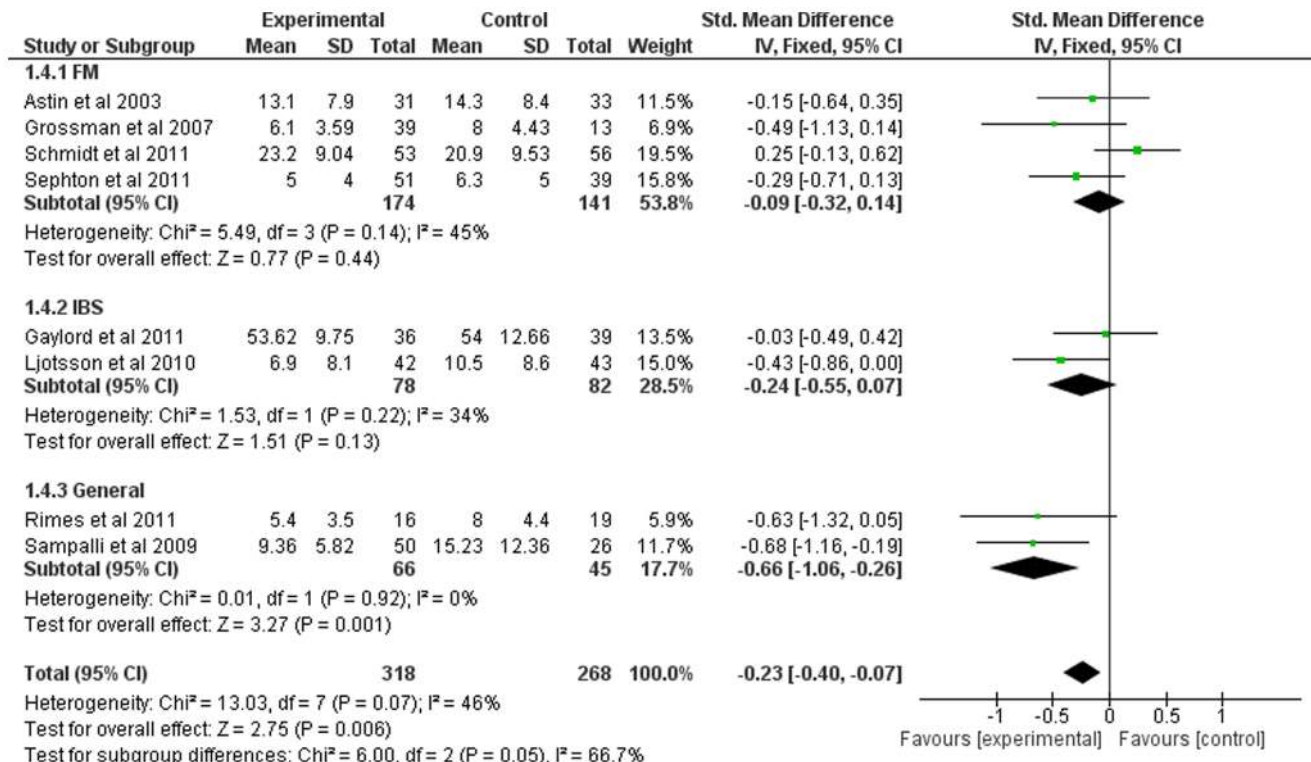 Experimental Control Std. Mean Difference Std. Mean Difference
Study or Subgroup Mean SD Total Mean SD Total Weight IV, Fixed, 95% CI IV, Fixed, 95% CI
1.4.1 FM
Astin et al 2003 13.1 7.9 31 14.3 8.4 33 11.5% -0.15 [-0.64, 0.35]
Grossman et al 2007 6.1 3.59 39 8 4.43 13 6.9% -0.49 [-1.13, 0.14]
Schmidt et al 2011 23.2 9.04 53 20.9 9.53 56 19.5% 0.25 [-0.13, 0.62]
Sephton et al 2011 5 4 51 6.3 5 39 15.8% -0.29 [-0.71, 0.13]
Subtotal (95% CI) 174 141 53.8% -0.09 [-0.32, 0.14]
Heterogeneity: Chi² = 5.49, df = 3 (P = 0.14); I² = 45%
Test for overall effect: Z = 0.77 (P = 0.44)
1.4.2 IBS
Gaylord et al 2011 53.62 9.75 36 54 12.66 39 13.5% -0.03 [-0.49, 0.42]
Ljotsson et al 2010 6.9 8.1 42 10.5 8.6 43 15.0% -0.43 [-0.86, 0.00]
Subtotal (95% CI) 78 82 28.5% -0.24 [-0.55, 0.07]
Heterogeneity: Chi² = 1.53, df = 1 (P = 0.22); I² = 34%
Test for overall effect: Z = 1.51 (P = 0.13)
1.4.3 General
Rimes et al 2011 5.4 3.5 16 8 4.4 19 5.9% -0.63 [-1.32, 0.05]
Sampalli et al 2009 9.36 5.82 50 15.23 12.36 26 11.7% -0.68 [-1.16, -0.19]
Subtotal (95% CI) 66 45 17.7% -0.66 [-1.06, -0.26]
Heterogeneity: Chi² = 0.01, df = 1 (P = 0.92); I² = 0%
Test for overall effect: Z = 3.27 (P = 0.001)
Total (95% CI) 318 268 100.0% -0.23 [-0.40, -0.07]
Heterogeneity: Chi² = 13.03, df = 7 (P = 0.07); I² = 46%
Test for overall effect: Z = 2.75 (P = 0.006)
Test for subgroup differences: Chi² = 6.00, df = 2 (P = 0.05), I² = 66.7%
-1 -0.5 0 0.5 1
Favours [experimental] Favours [control]